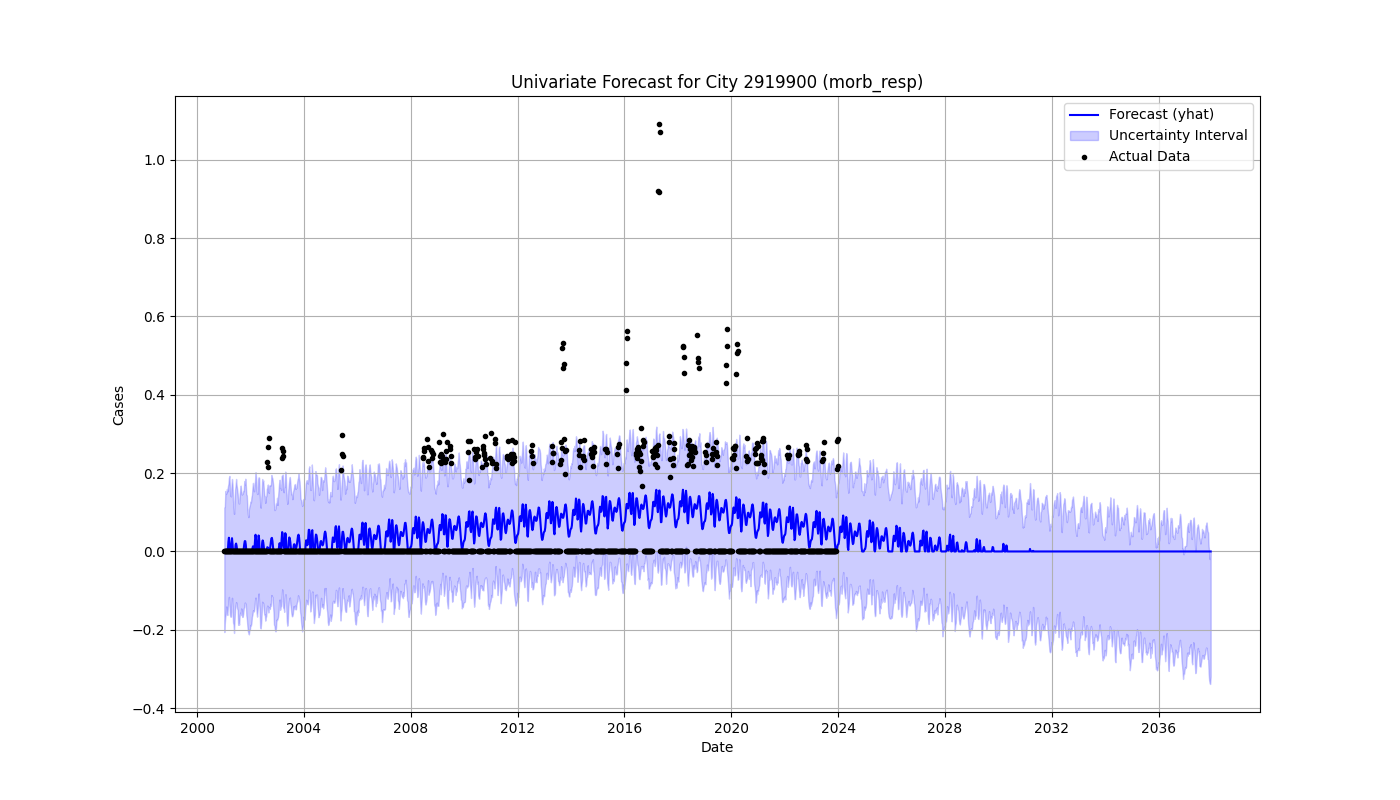 Univariate Forecast for City 2919900 (morb_resp)
Forecast (yhat)
Uncertainty Interval
Actual Data
Cases
1.0
0.8
0.6
0.4
0.2
0.0
−0.2
−0.4
2000 2004 2008 2012 2016 2020 2024 2028 2032 2036
Date